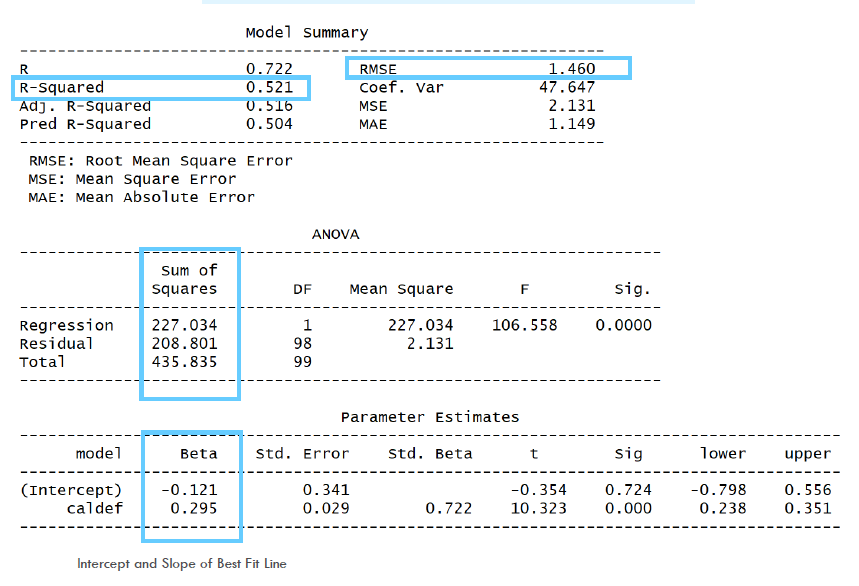 Model Summary
R 0.722 RMSE 1.460
R-Squared 0.521 Coef. Var 47.647
Adj. R-Squared 0.516 MSE 2.131
Pred R-Squared 0.504 MAE 1.149
RMSE: Root Mean Square Error
MSE: Mean Square Error
MAE: Mean Absolute Error
ANOVA
Sum of
Squares DF Mean Square F Sig.
Regression 227.034 1 227.034 106.558 0.0000
Residual 208.801 98 2.131
Total 435.835 99
Parameter Estimates
model Beta Std. Error Std. Beta t Sig lower upper
(Intercept) -0.121 0.341 -0.354 0.724 -0.798 0.556
caldef 0.295 0.029 0.722 10.323 0.000 0.238 0.351
Intercept and Slope of Best Fit Line